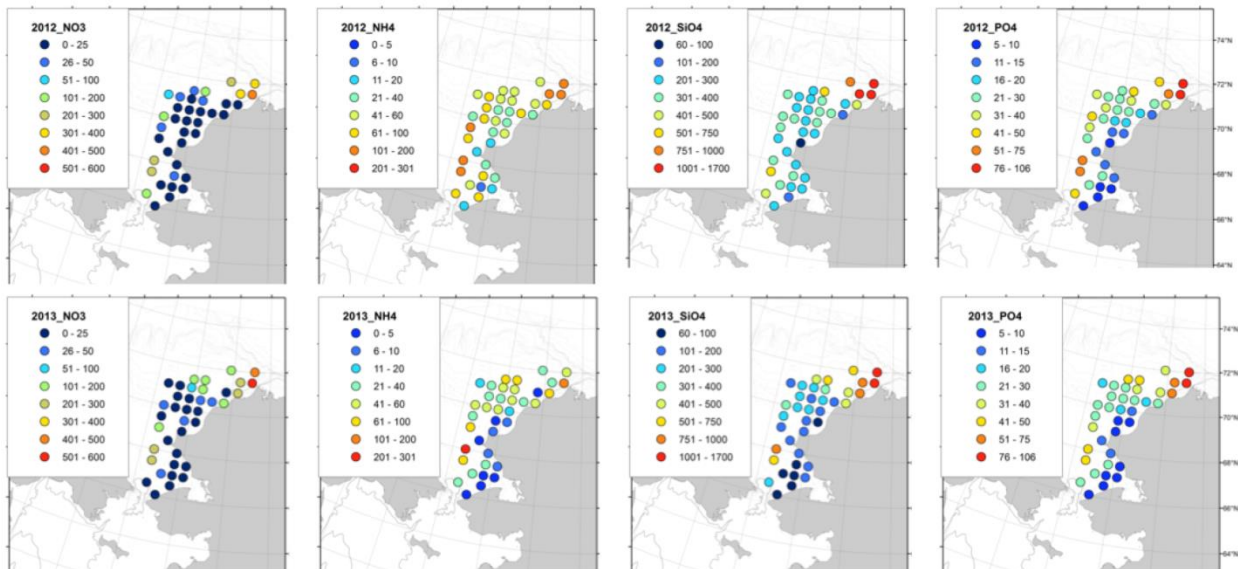 2012_NO3
0 - 25
26 - 50
51 - 100
101 - 200
201 - 300
301 - 400
401 - 500
501 - 600
2012_NH4
0 - 5
6 - 10
11 - 20
21 - 40
41 - 60
61 - 100
101 - 200
201 - 301
2012_SiO4
60 - 100
101 - 200
201 - 300
301 - 400
401 - 500
501 - 750
751 - 1000
1001 - 1700
2012_PO4
5 - 10
11 - 15
16 - 20
21 - 30
31 - 40
41 - 50
51 - 75
76 - 106
74°N
72°N
70°N
68°N
66°N
64°N
2013_NO3
0 - 25
26 - 50
51 - 100
101 - 200
201 - 300
301 - 400
401 - 500
501 - 600
2013_NH4
0 - 5
6 - 10
11 - 20
21 - 40
41 - 60
61 - 100
101 - 200
201 - 301
2013_SiO4
60 - 100
101 - 200
201 - 300
301 - 400
401 - 500
501 - 750
751 - 1000
1001 - 1700
2013_PO4
5 - 10
11 - 15
16 - 20
21 - 30
31 - 40
41 - 50
51 - 75
76 - 106
74°N
72°N
70°N
68°N
66°N
64°N